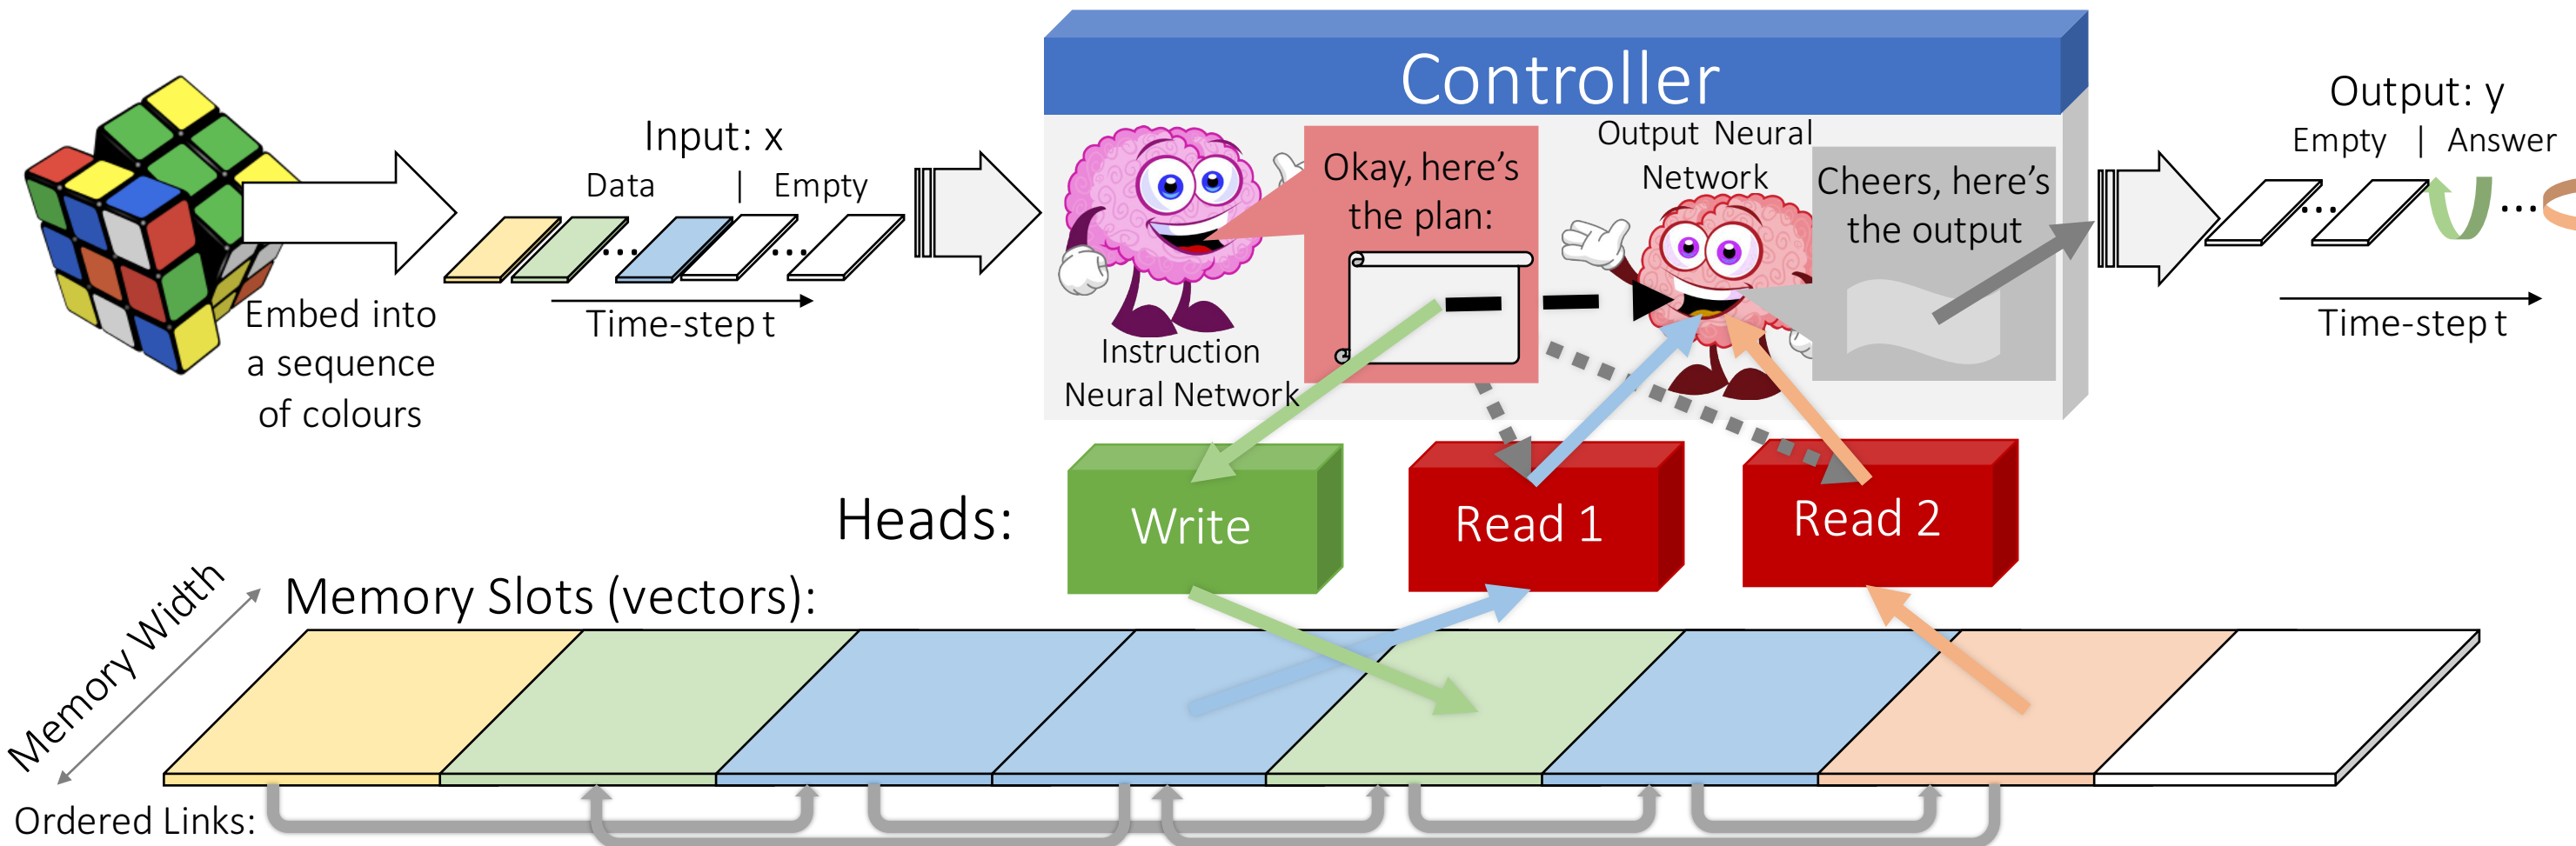 Embed into
a sequence
of colours
Input: x
Data | Empty
Time-step t
Controller
Instruction
Neural Network
Okay, here's
the plan:
Output Neural
Network
Cheers, here's
the output
Output: y
Empty | Answer
Time-step t
Heads:
Write
Read 1
Read 2
Memory Width
Memory Slots (vectors):
Ordered Links: